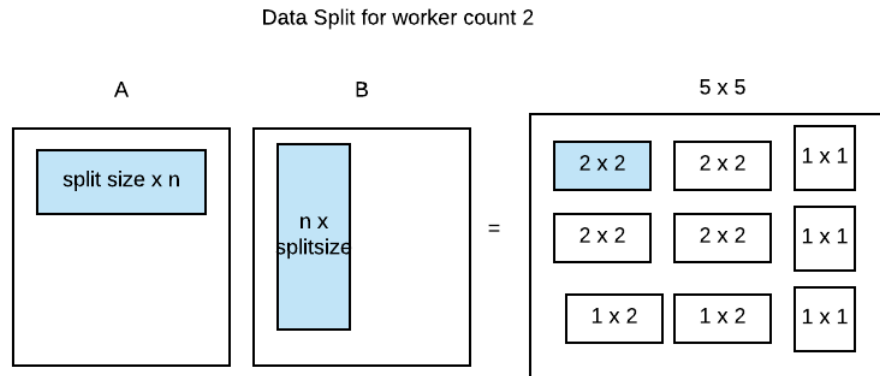 Data Split for worker count 2
A
B
5 x 5
split size x n
n x
splitsize
=
2 x 2
2 x 2
1 x 1
2 x 2
2 x 2
1 x 1
1 x 2
1 x 2
1 x 1